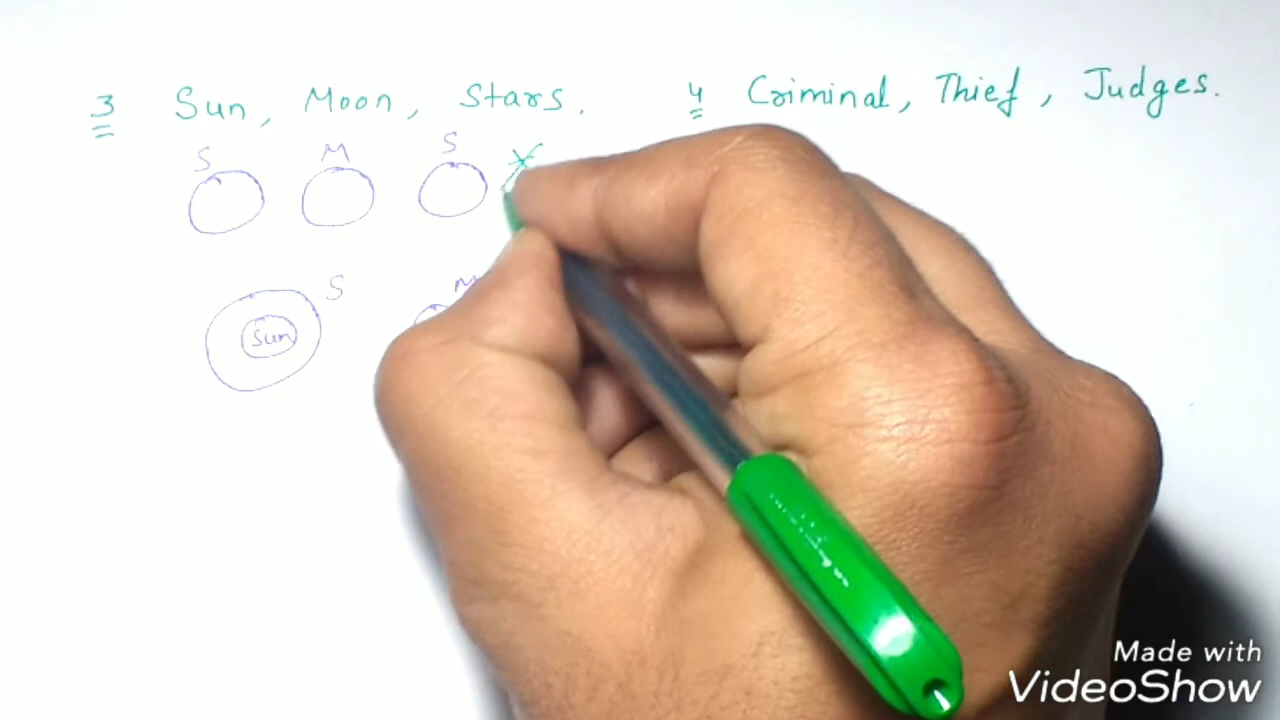 3 Sun, Moon, Stars. 4 Criminal, Thief, Judges.
S M S
S M
Sun
Made with
VideoShow